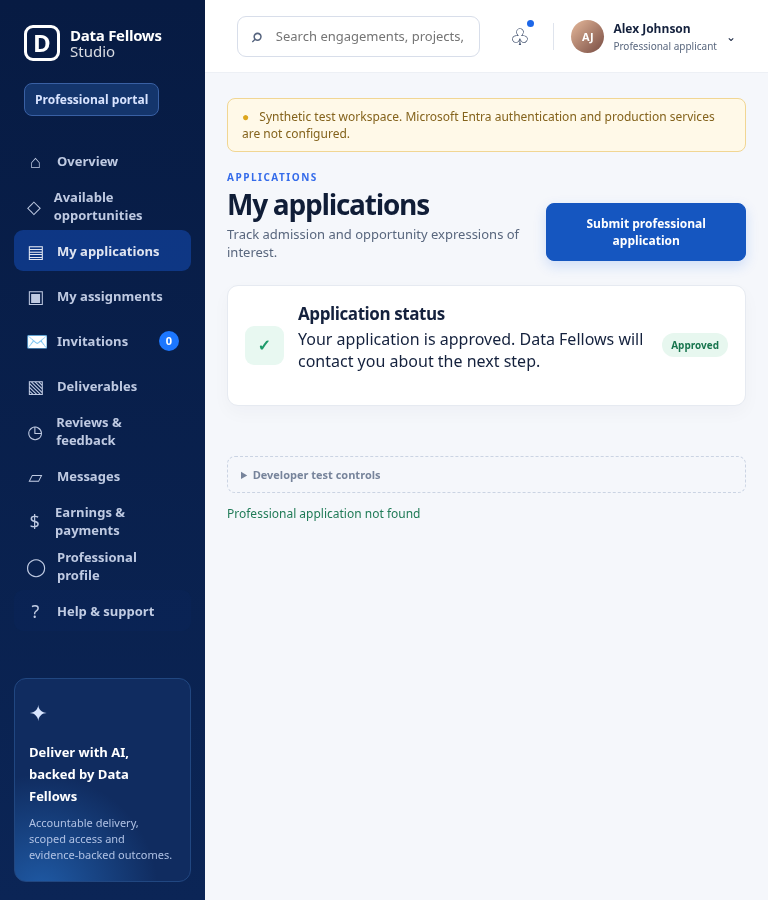 D
Data Fellows
Studio
Professional portal
Overview
Available
opportunities
My applications
My assignments
Invitations
0
Deliverables
Reviews &
feedback
Messages
$
Earnings &
payments
Professional
profile
?
Help & support
Deliver with AI,
backed by Data
Fellows
Accountable delivery,
scoped access and
evidence-backed outcomes.
Search engagements, projects,
AJ
Alex Johnson
Professional applicant
Synthetic test workspace. Microsoft Entra authentication and production services
are not configured.
APPLICATIONS
My applications
Track admission and opportunity expressions of
interest.
Submit professional
application
Application status
Your application is approved. Data Fellows will
contact you about the next step.
Approved
Developer test controls
Professional application not found